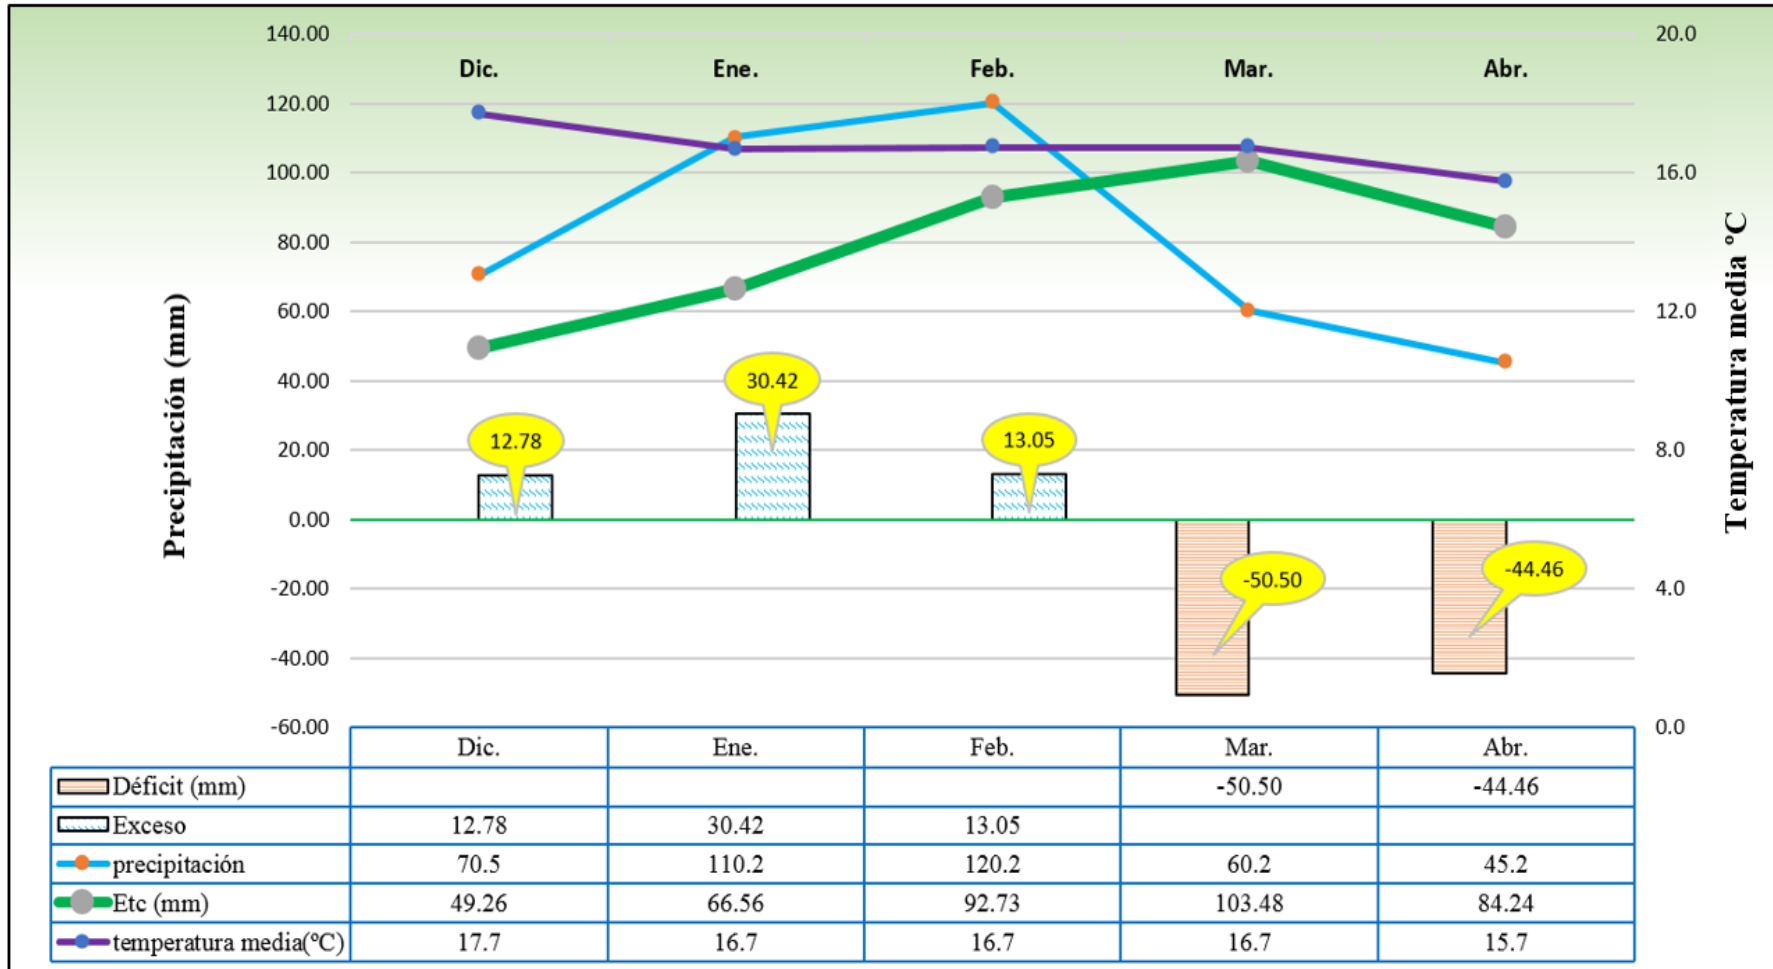 140.00 20.0
Dic. Ene. Feb. Mar. Abr.
120.00
100.00 16.0
80.00
60.00 12.0
40.00
30.42
12.78 13.05
20.00 8.0
0.00
-50.50 -44.46
-20.00 4.0
-40.00
-60.00 0.0
Precipitación (mm)
Temperatura media ºC
Dic. Ene. Feb. Mar. Abr.
Déficit (mm) -50.50 -44.46
Exceso 12.78 30.42 13.05
precipitación 70.5 110.2 120.2 60.2 45.2
Etc (mm) 49.26 66.56 92.73 103.48 84.24
temperatura media(ºC) 17.7 16.7 16.7 16.7 15.7